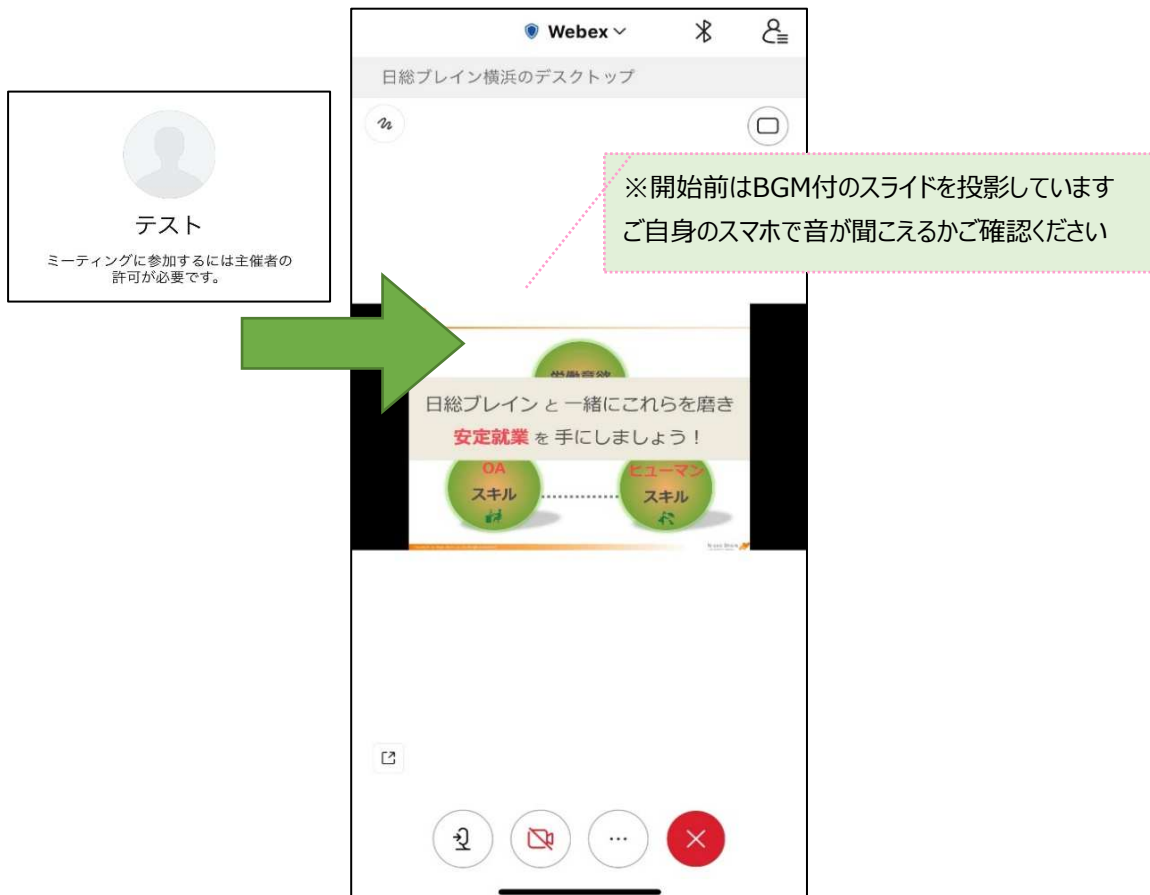 Webex
日総ブレイン横浜のデスクトップ
テスト
ミーティングに参加するには主催者の
許可が必要です。
※開始前はBGM付のスライドを投影しています
ご自身のスマホで音が聞こえるかご確認ください
労働意欲
日総ブレイン と 一緒にこれらを磨き
安定就業 を 手にしましょう！
OA
スキル
ヒューマン
スキル